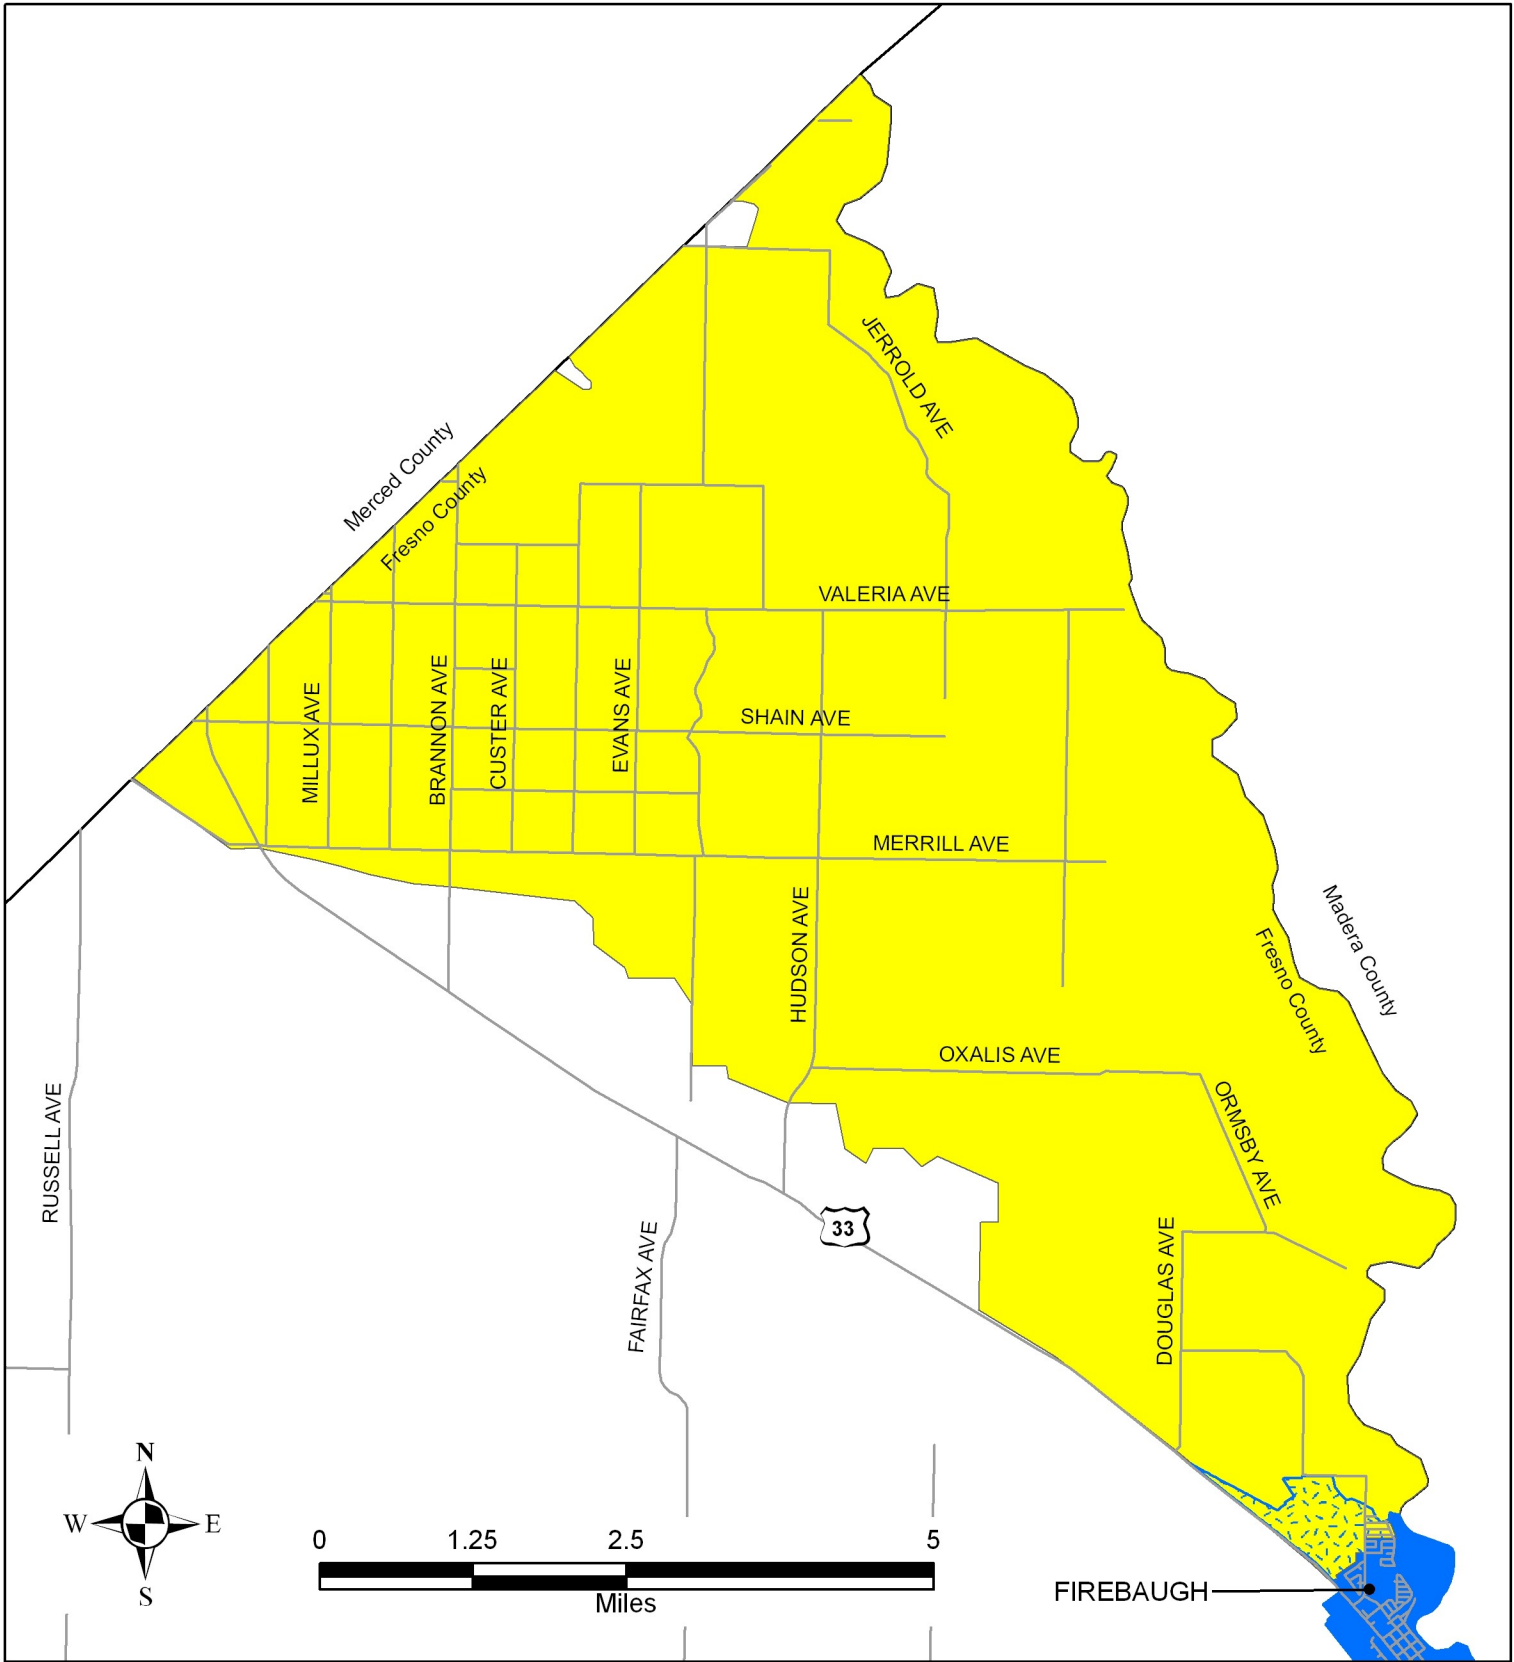 JERROLD AVE
Merced County
Fresno County
VALERIA AVE
MILLUX AVE
BRANNON AVE
CUSTER AVE
EVANS AVE
SHAIN AVE
MERRILL AVE
HUDSON AVE
Madera County
Fresno County
OXALIS AVE
ORMSBY AVE
RUSSELL AVE
FAIRFAX AVE
33
DOUGLAS AVE
N
W E
S
0 1.25 2.5 5
Miles
FIREBAUGH